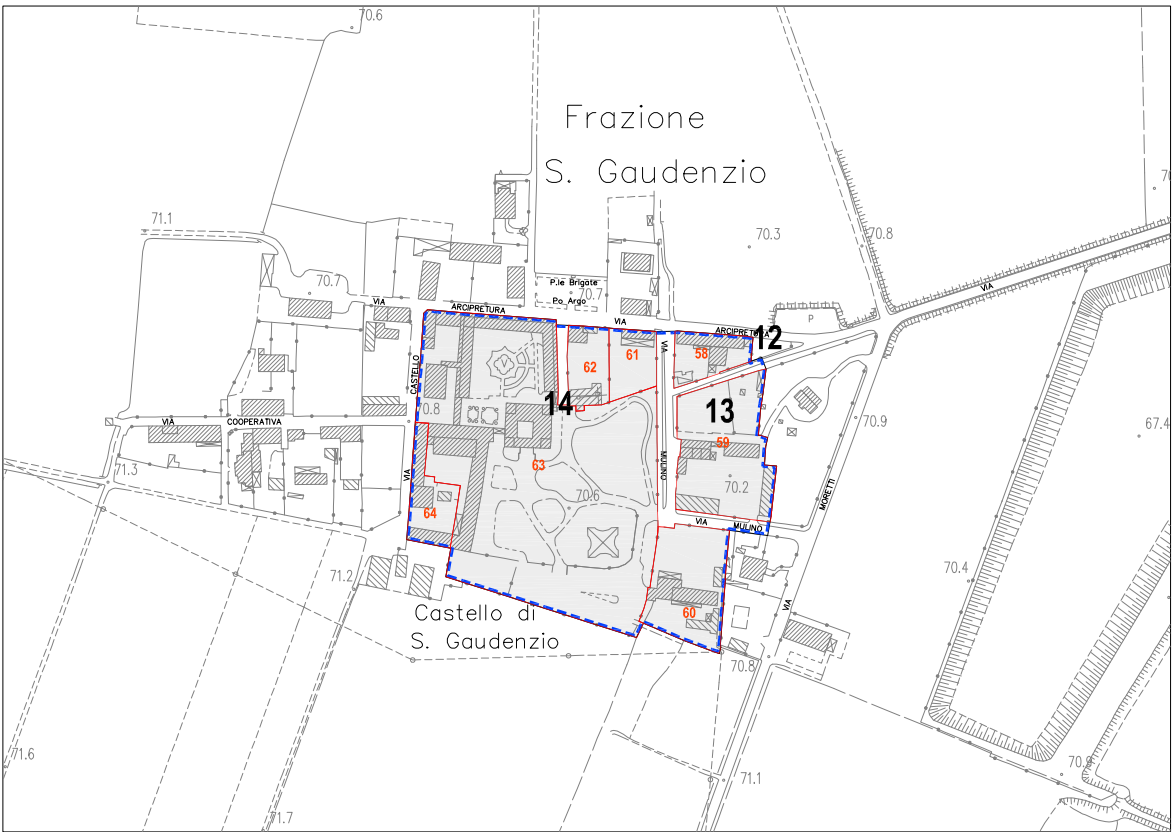 70.6
Frazione
S. Gaudenzio
70
71.1
70.3
70.8
70.7
P.le Brigate
70.7
Po Argo
VIA
VIA
ARCIPRETURA
VIA
P
ARCIPRETURA
12
VIA
58
61
62
CASTELLO
14
13
70.8
70.9
VIA
COOPERATIVA
67.4
59
63
MULINO
71.3
70.2
70.6
VIA
64
MORETTI
VIA
MULINO
71.2
70.4
VIA
Castello di
60
S. Gaudenzio
70.8
71.6
70.9
71.1
71.7